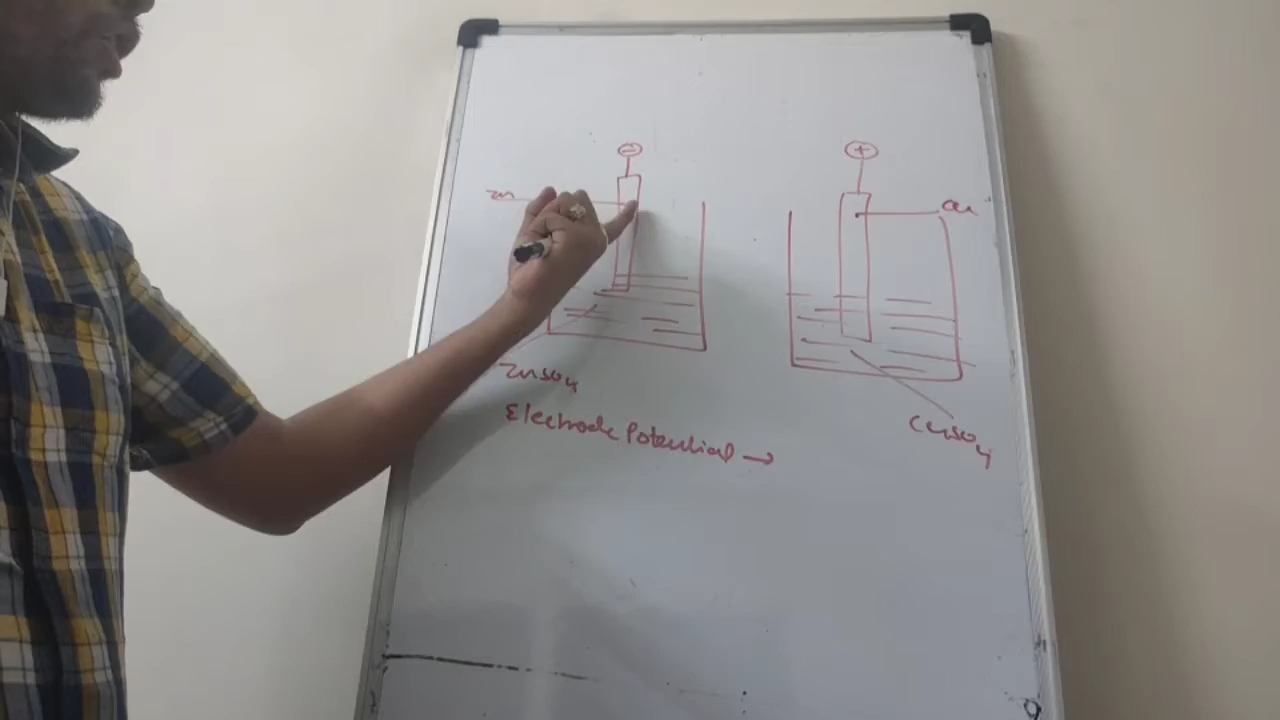 - +
Zn Cu
ZnSO4
CuSO4
Electrode Potential →